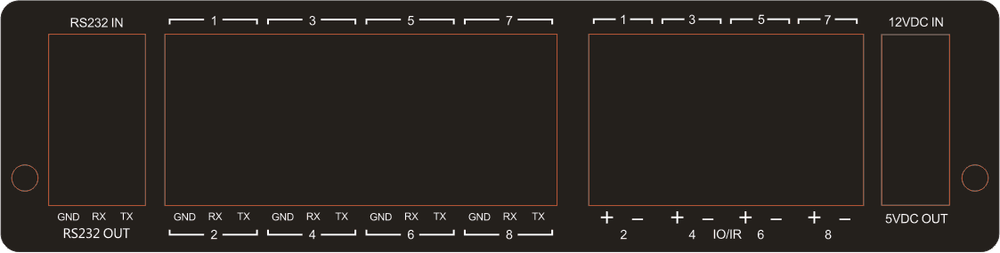 RS232 IN 1 3 5 7 1 3 5 7 12VDC IN
GND RX TX GND RX TX GND RX TX GND RX TX GND RX TX + – + – + – + – 5VDC OUT
RS232 OUT 2 4 6 8 2 4 IO/IR 6 8